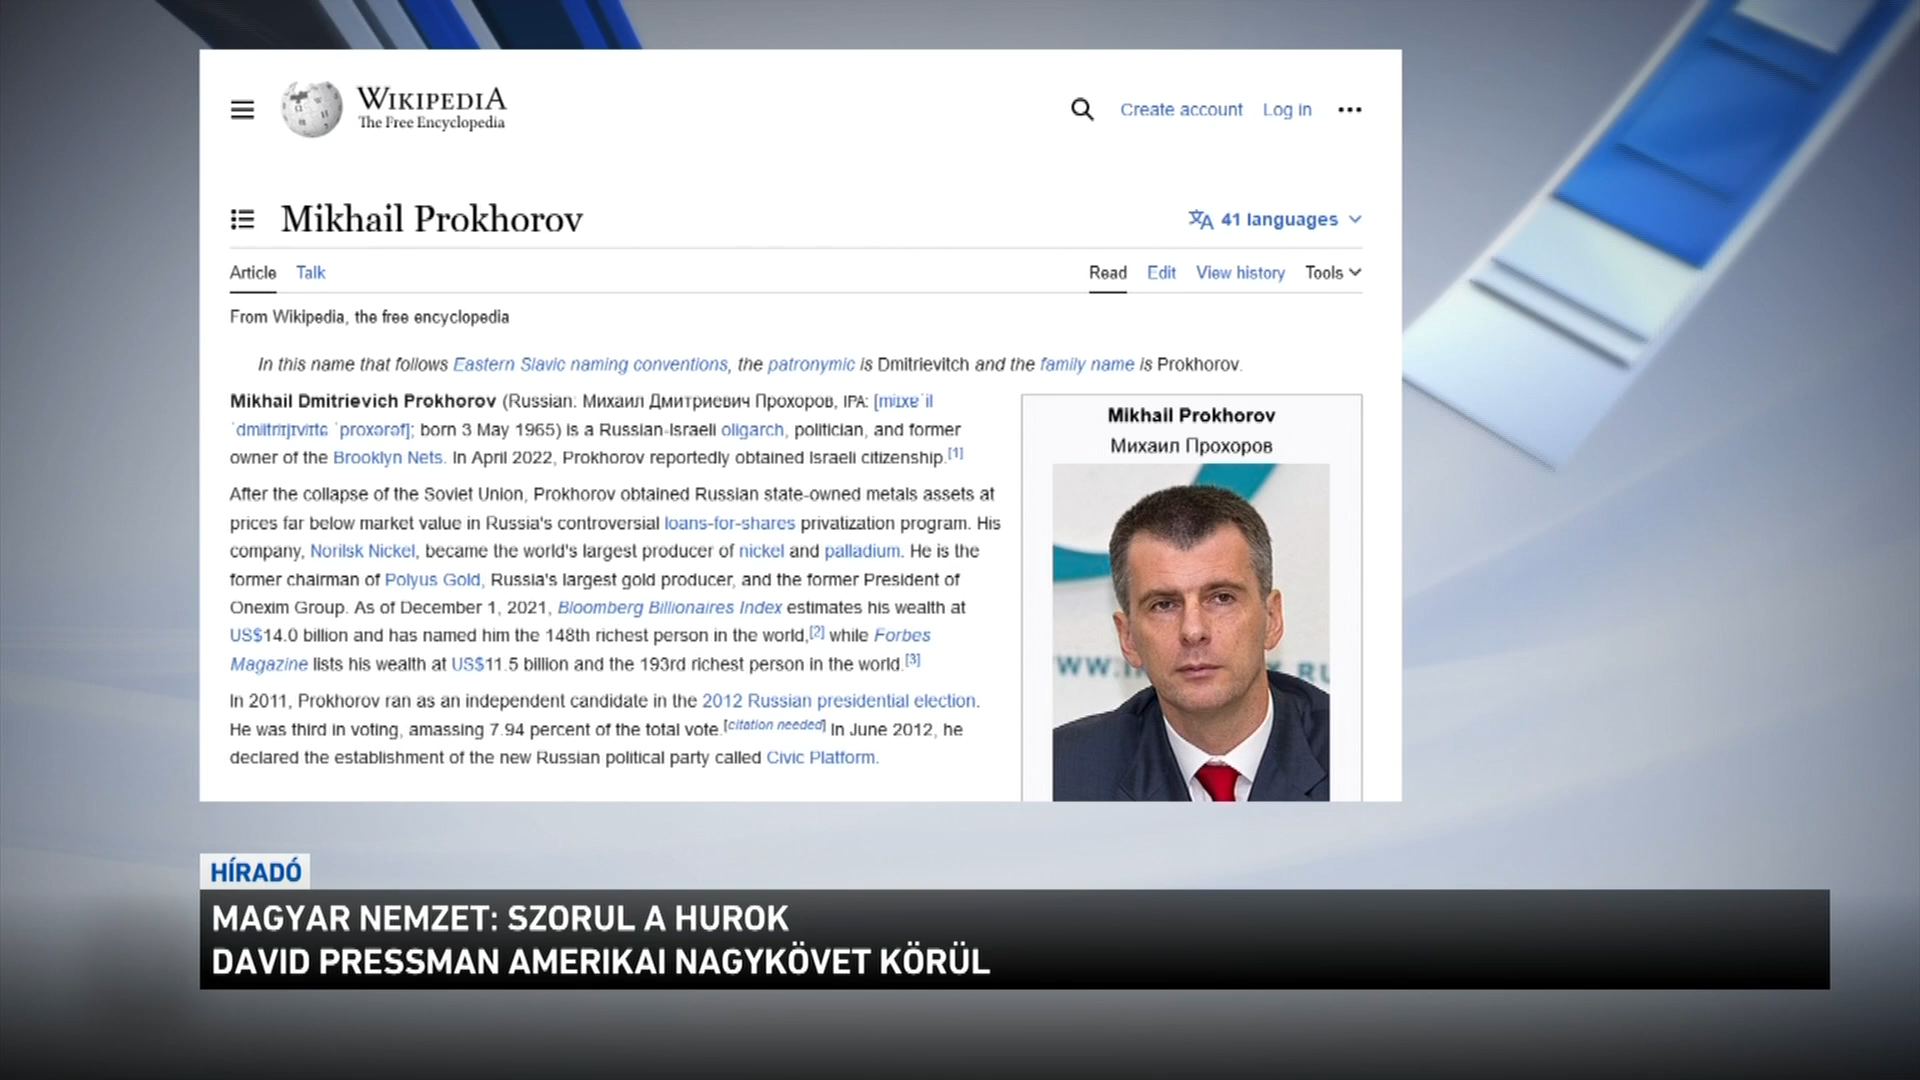 WIKIPEDIA
The Free Encyclopedia
Create account Log in
Mikhail Prokhorov
41 languages
Article Talk
Read Edit View history Tools
From Wikipedia, the free encyclopedia
In this name that follows Eastern Slavic naming conventions, the patronymic is Dmitrievitch and the family name is Prokhorov.
Mikhail Dmitrievich Prokhorov (Russian: Михаил Дмитриевич Прохоров, IPA:
born 3 May 1965) is a Russian-Israeli oligarch, politician, and former
owner of the Brooklyn Nets. In April 2022, Prokhorov reportedly obtained Israeli citizenship.[1]
After the collapse of the Soviet Union, Prokhorov obtained Russian state-owned metals assets at
prices far below market value in Russia's controversial loans-for-shares privatization program. His
company, Norilsk Nickel, became the world's largest producer of nickel and palladium. He is the
former chairman of Polyus Gold, Russia's largest gold producer, and the former President of
Onexim Group. As of December 1, 2021, Bloomberg Billionaires Index estimates his wealth at
US$14.0 billion and has named him the 148th richest person in the world,[2] while Forbes
Magazine lists his wealth at US$11.5 billion and the 193rd richest person in the world.[3]
In 2011, Prokhorov ran as an independent candidate in the 2012 Russian presidential election.
He was third in voting, amassing 7.94 percent of the total vote.[citation needed] In June 2012, he
declared the establishment of the new Russian political party called Civic Platform.
Mikhail Prokhorov
Михаил Прохоров
HÍRADÓ
MAGYAR NEMZET: SZORUL A HUROK
DAVID PRESSMAN AMERIKAI NAGYKÖVET KÖRÜL